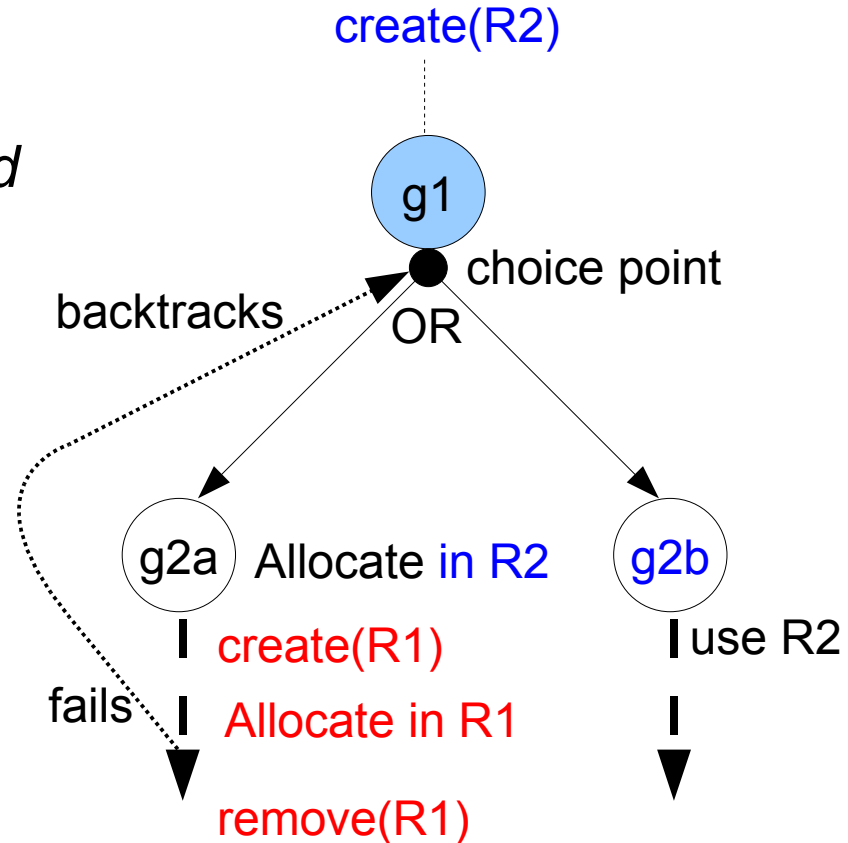 create(R2)
d
g1
choice point
backtracks
OR
g2a
Allocate in R2
g2b
create(R1)
use R2
fails
Allocate in R1
remove(R1)